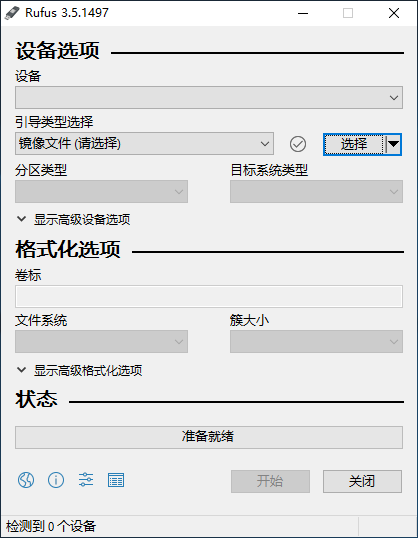 Rufus 3.5.1497
设备选项
设备
引导类型选择
镜像文件 (请选择)
选择
分区类型
目标系统类型
显示高级设备选项
格式化选项
卷标
文件系统
簇大小
显示高级格式化选项
状态
准备就绪
开始
关闭
检测到 0 个设备